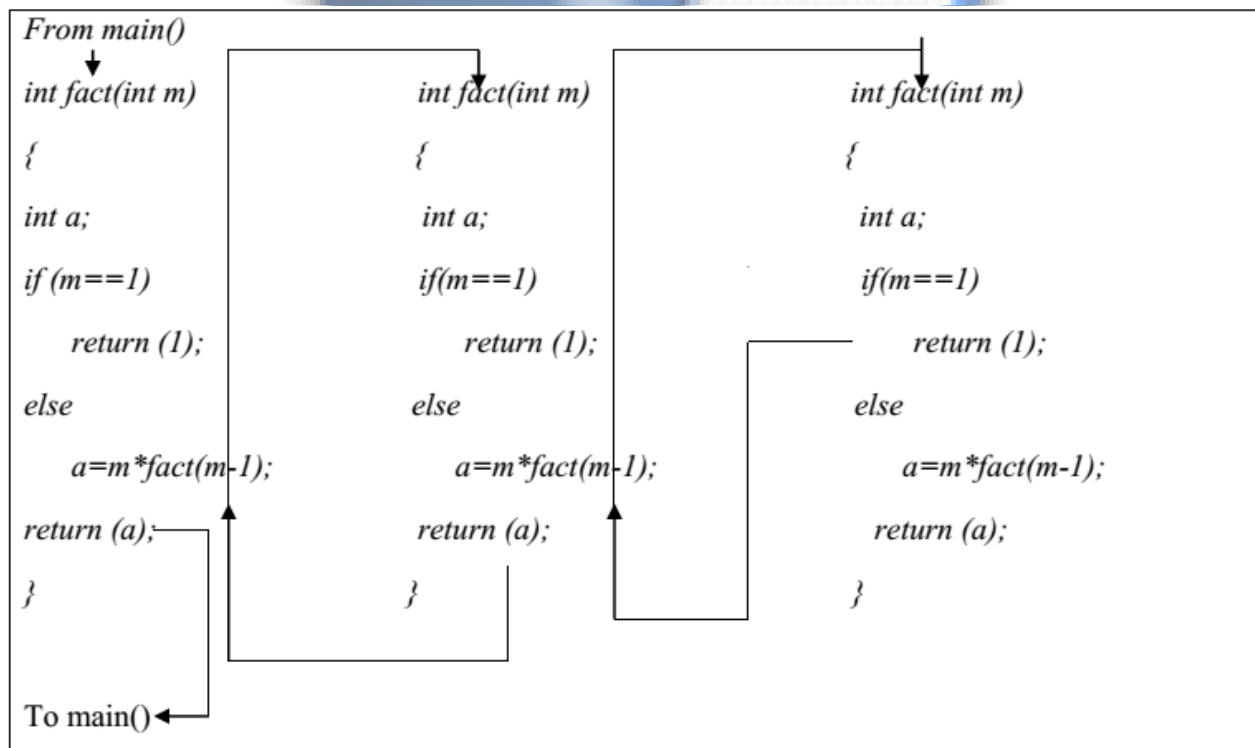 From main()
int fact(int m)
{
int a;
if (m==1)
return (1);
else
a=m*fact(m-1);
return (a);
}
To main()
int fact(int m)
{
int a;
if(m==1)
return (1);
else
a=m*fact(m-1);
return (a);
}
int fact(int m)
{
int a;
if(m==1)
return (1);
else
a=m*fact(m-1);
return (a);
}